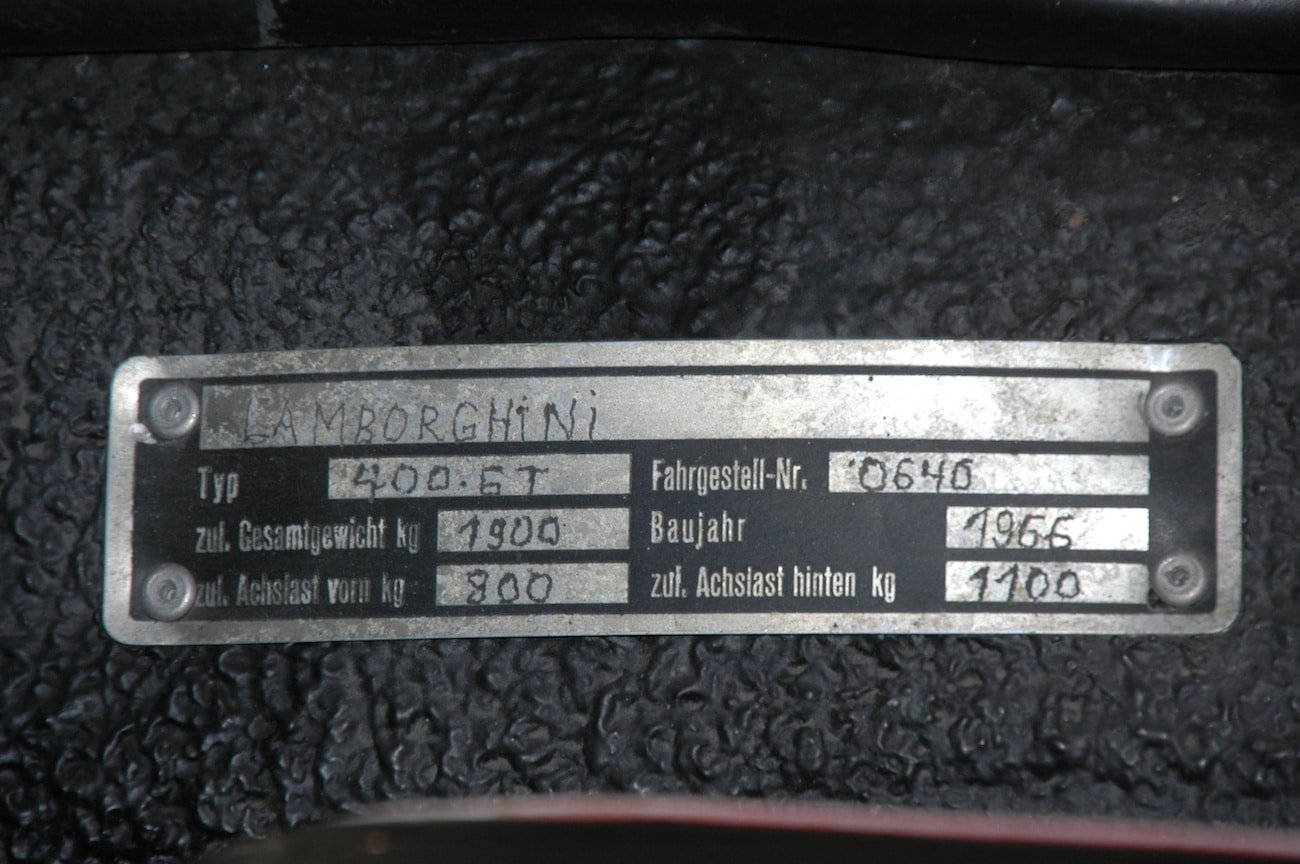 LAMBORGHiNi
Typ 400.GT Fahrgestell-Nr. 0640
zul. Gesamtgewicht kg 1900 Baujahr 1966
zul. Achslast vorn kg 900 zul. Achslast hinten kg 1100